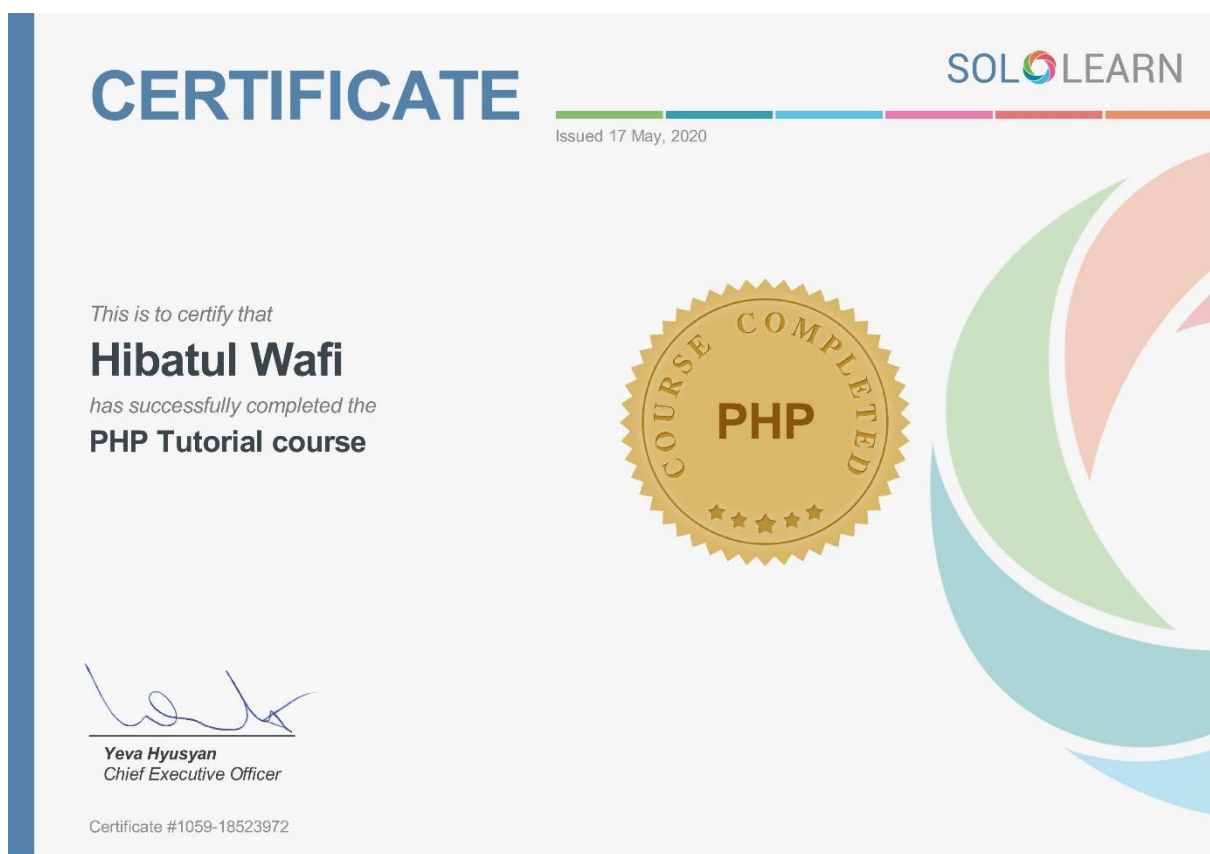 CERTIFICATE
SOLOLEARN
Issued 17 May, 2020
This is to certify that
Hibatul Wafi
has successfully completed the
PHP Tutorial course
COURSE COMPLETED
PHP
Yeva Hyusyan
Chief Executive Officer
Certificate #1059-18523972